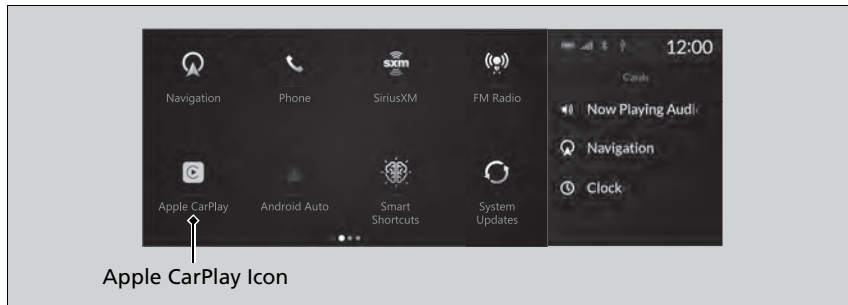 12:00
Cards
sxm
Navigation
Phone
SiriusXM
FM Radio
Now Playing Audi
Navigation
Apple CarPlay
Android Auto
Smart
Shortcuts
System
Updates
Clock
Apple CarPlay Icon